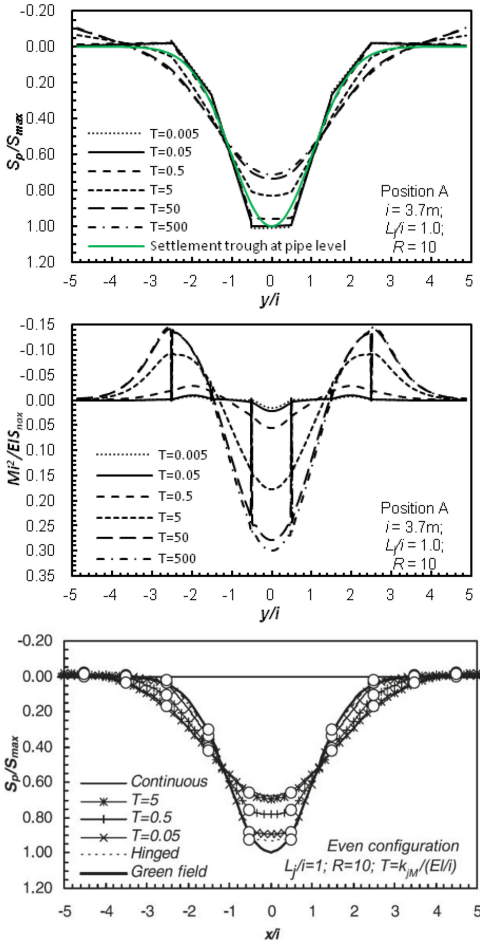 0.00
0.20
0.40
0.60
0.80
1.00
1.20
Sp/Smax
T=0.005
T=0.05
T=0.5
T=5
T=50
T=500
Settlement trough at pipe level
Position A
i = 3.7m;
Lj/i = 1.0;
R = 10
-5 -4 -3 -2 -1 0 1 2 3 4 5
y/i
-0.15
-0.10
-0.05
0.00
0.05
0.10
0.15
0.20
0.25
0.30
0.35
Mi²/EISmax
T=0.005
T=0.05
T=0.5
T=5
T=50
T=500
Position A
i = 3.7m;
Lj/i = 1.0;
R = 10
-5 -4 -3 -2 -1 0 1 2 3 4 5
y/i
-0.20
0.00
0.20
0.40
0.60
0.80
1.00
1.20
Sp/Smax
Continuous
T=5
T=0.5
T=0.05
Hinged
Green field
Even configuration
Lj/i=1; R=10; T=kjM/(EI/i)
-5 -4 -3 -2 -1 0 1 2 3 4 5
x/i